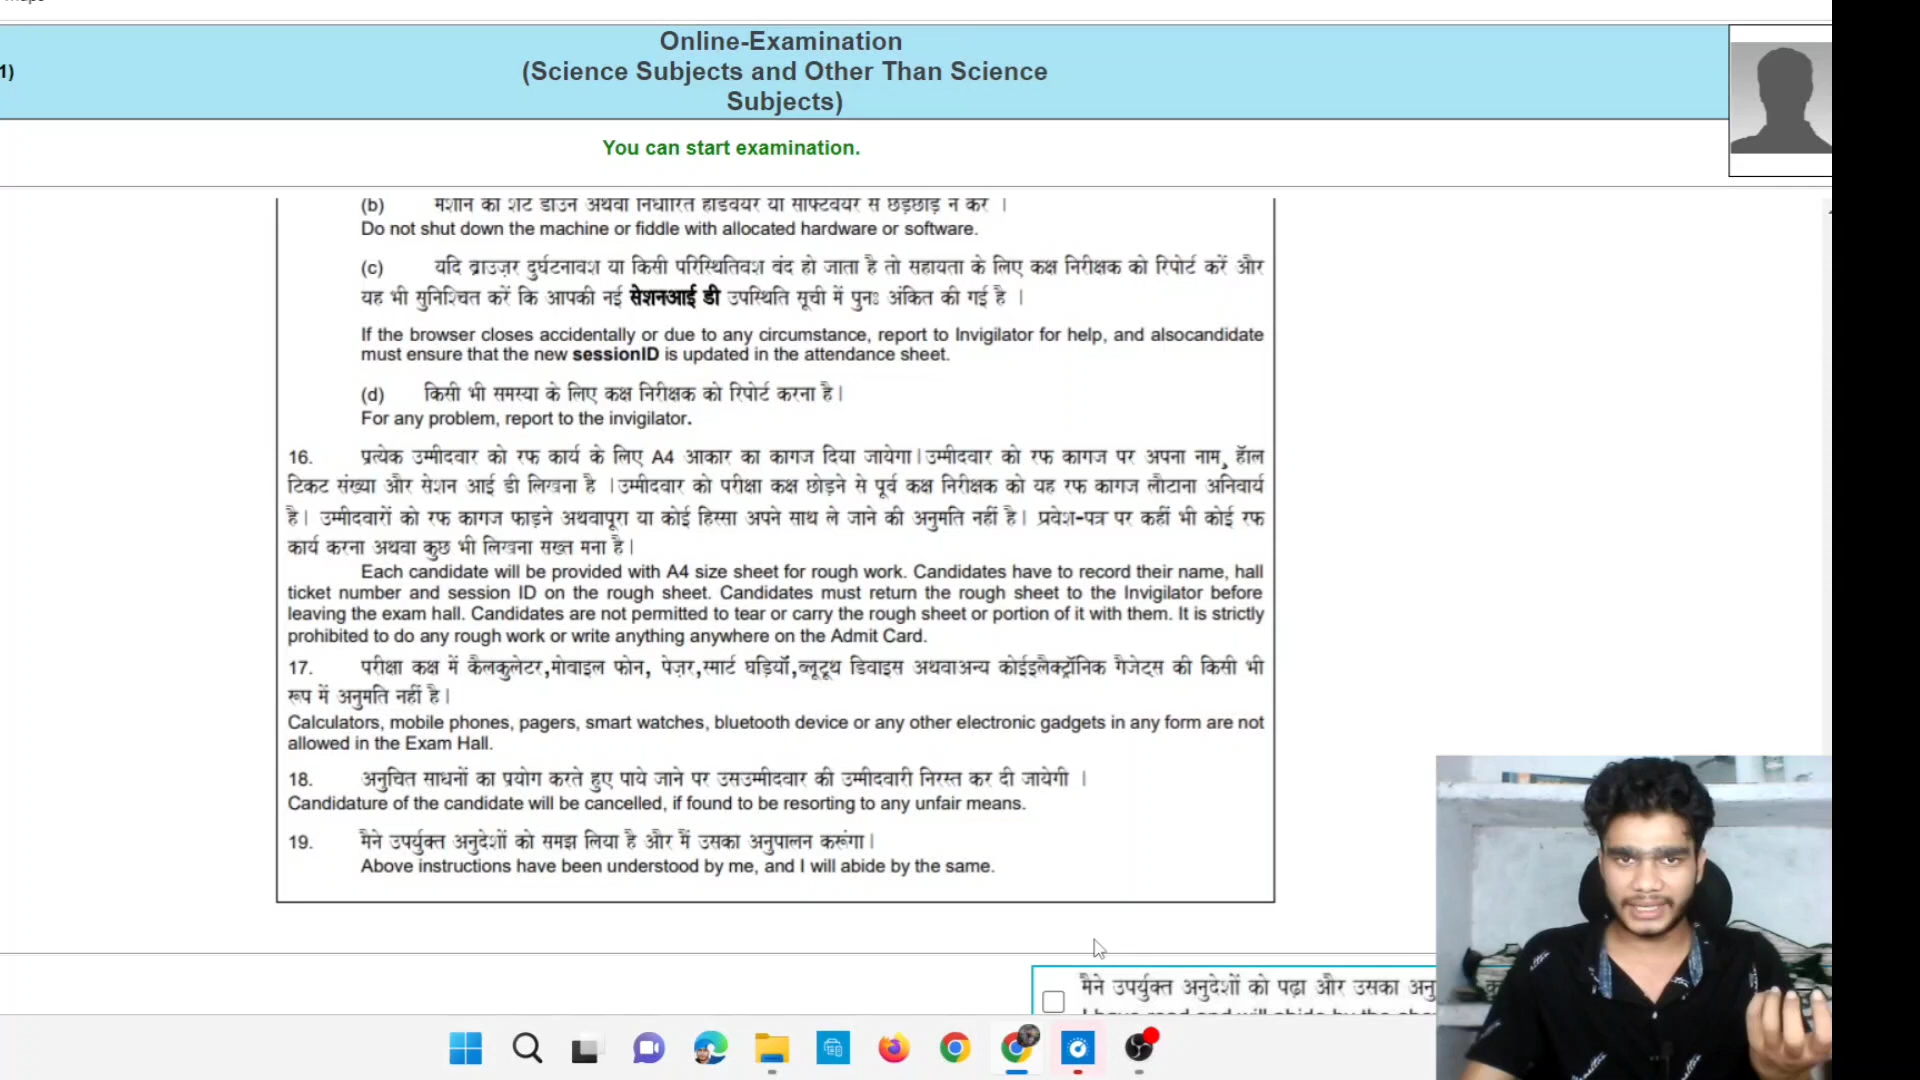 1)
Online-Examination
(Science Subjects and Other Than Science
Subjects)
You can start examination.
(b) मशीन को शट डाउन अथवा निर्धारित हार्डवेयर या सॉफ्टवेयर से छेड़छाड़ न करें ।
Do not shut down the machine or fiddle with allocated hardware or software.
(c) यदि ब्राउज़र दुर्घटनावश या किसी परिस्थितिवश बंद हो जाता है तो सहायता के लिए कक्ष निरीक्षक को रिपोर्ट करें और
यह भी सुनिश्चित करें कि आपकी नई सेशनआई डी उपस्थिति सूची में पुनः अंकित की गई है ।
If the browser closes accidentally or due to any circumstance, report to Invigilator for help, and alsocandidate
must ensure that the new sessionID is updated in the attendance sheet.
(d) किसी भी समस्या के लिए कक्ष निरीक्षक को रिपोर्ट करना है।
For any problem, report to the invigilator.
16. प्रत्येक उम्मीदवार को रफ कार्य के लिए A4 आकार का कागज दिया जायेगा।उम्मीदवार को रफ कागज पर अपना नाम, हॅाल
टिकट संख्या और सेशन आई डी लिखना है ।उम्मीदवार को परीक्षा कक्ष छोड़ने से पूर्व कक्ष निरीक्षक को यह रफ कागज लौटाना अनिवार्य
है। उम्मीदवारों को रफ कागज फाड़ने अथवापूरा या कोई हिस्सा अपने साथ ले जाने की अनुमति नहीं है। प्रवेश-पत्र पर कहीं भी कोई रफ
कार्य करना अथवा कुछ भी लिखना सख्त मना है।
Each candidate will be provided with A4 size sheet for rough work. Candidates have to record their name, hall
ticket number and session ID on the rough sheet. Candidates must return the rough sheet to the Invigilator before
leaving the exam hall. Candidates are not permitted to tear or carry the rough sheet or portion of it with them. It is strictly
prohibited to do any rough work or write anything anywhere on the Admit Card.
17. परीक्षा कक्ष में कैलकुलेटर,मोबाइल फोन, पेज़र,स्मार्ट घड़ियॉ,ब्लूटूथ डिवाइस अथवाअन्य कोईइलैक्ट्रॉनिक गैजेट्स की किसी भी
रूप में अनुमति नहीं है।
Calculators, mobile phones, pagers, smart watches, bluetooth device or any other electronic gadgets in any form are not
allowed in the Exam Hall.
18. अनुचित साधनों का प्रयोग करते हुए पाये जाने पर उसउम्मीदवार की उम्मीदवारी निरस्त कर दी जायेगी ।
Candidature of the candidate will be cancelled, if found to be resorting to any unfair means.
19. मैने उपर्युक्त अनुदेशों को समझ लिया है और मैं उसका अनुपालन करूंगा।
Above instructions have been understood by me, and I will abide by the same.
मैने उपर्युक्त अनुदेशों को पढ़ा और उसका अनु
I have read and will abide by the